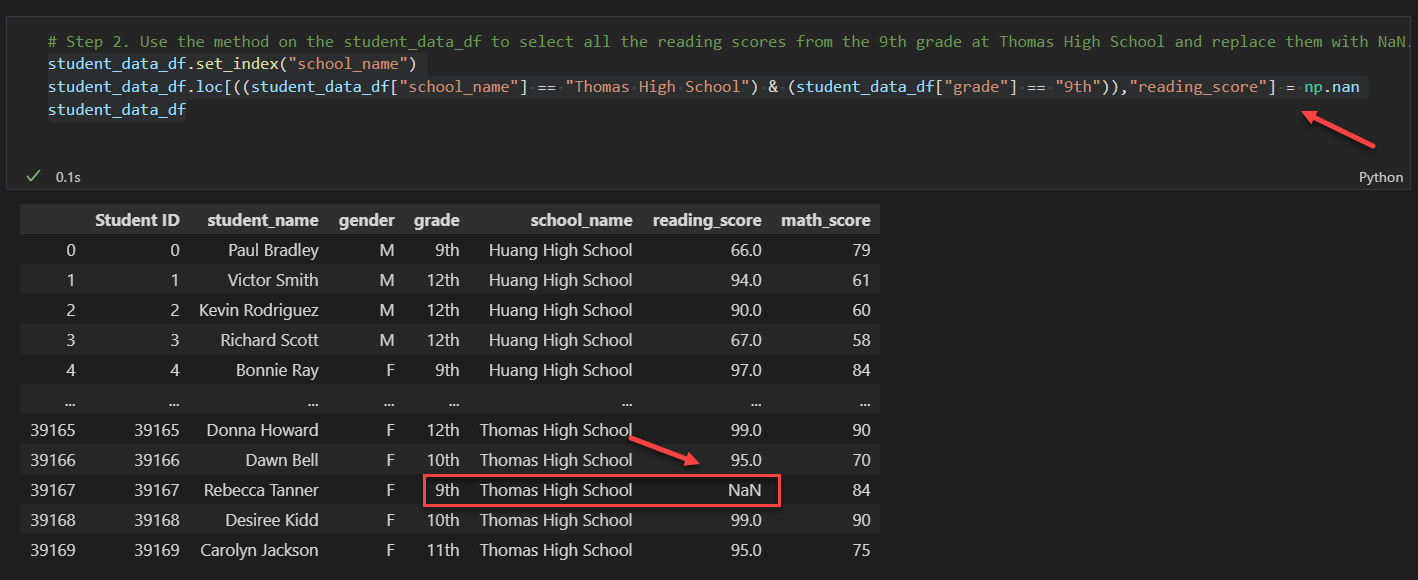 # Step 2. Use the method on the student_data_df to select all the reading scores from the 9th grade at Thomas High School and replace them with NaN.
student_data_df.set_index("school_name")
student_data_df.loc[((student_data_df["school_name"] == "Thomas High School") & (student_data_df["grade"] == "9th")),"reading_score"] = np.nan
student_data_df
0.1s Python
Student ID student_name gender grade school_name reading_score math_score
0 0 Paul Bradley M 9th Huang High School 66.0 79
1 1 Victor Smith M 12th Huang High School 94.0 61
2 2 Kevin Rodriguez M 12th Huang High School 90.0 60
3 3 Richard Scott M 12th Huang High School 67.0 58
4 4 Bonnie Ray F 9th Huang High School 97.0 84
... ... ... ... ... ... ... ...
39165 39165 Donna Howard F 12th Thomas High School 99.0 90
39166 39166 Dawn Bell F 10th Thomas High School 95.0 70
39167 39167 Rebecca Tanner F 9th Thomas High School NaN 84
39168 39168 Desiree Kidd F 10th Thomas High School 99.0 90
39169 39169 Carolyn Jackson F 11th Thomas High School 95.0 75